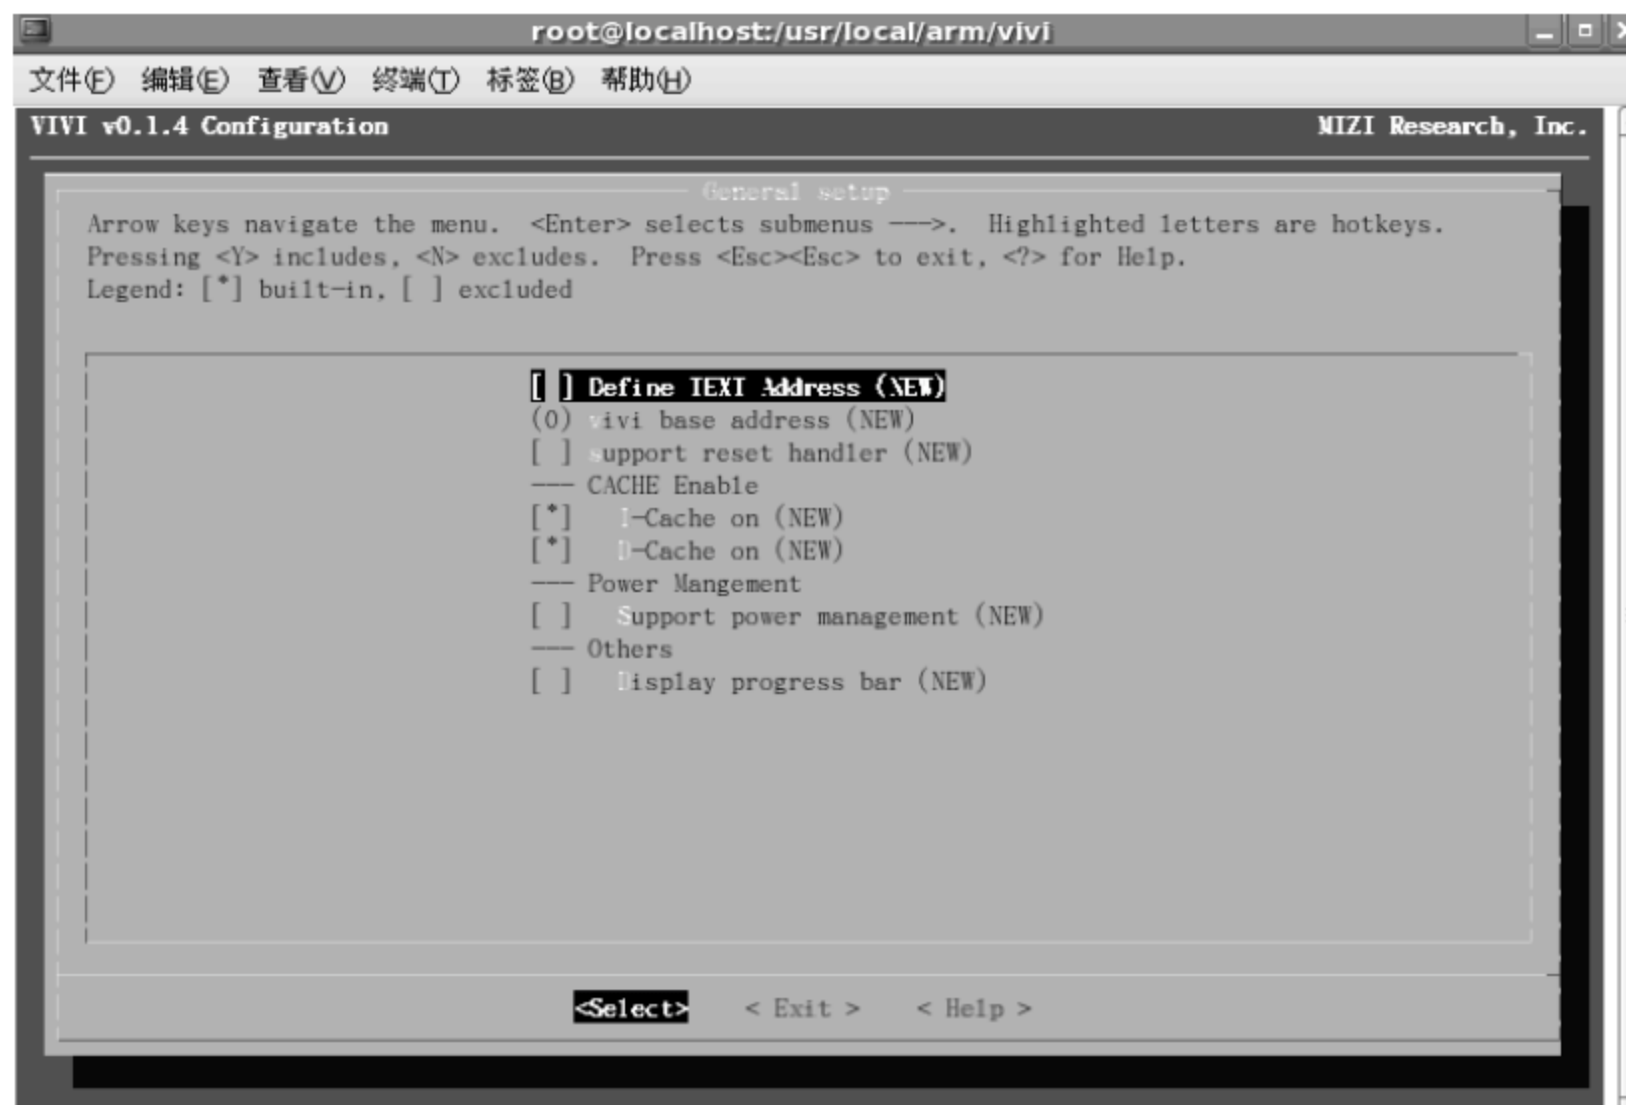 root@localhost:/usr/local/arm/vivi
文件(F) 编辑(E) 查看(V) 终端(T) 标签(B) 帮助(H)
VIVI v0.1.4 Configuration MIZI Research, Inc.
General setup
Arrow keys navigate the menu. <Enter> selects submenus --->. Highlighted letters are hotkeys.
Pressing <Y> includes, <N> excludes. Press <Esc><Esc> to exit, <?> for Help.
Legend: [*] built-in, [ ] excluded
[ ] Define TEXT Address (NEW)
(0) vivi base address (NEW)
[ ] support reset handler (NEW)
--- CACHE Enable
[*] I-Cache on (NEW)
[*] D-Cache on (NEW)
--- Power Mangement
[ ] Support power management (NEW)
--- Others
[ ] Display progress bar (NEW)
<Select> < Exit > < Help >